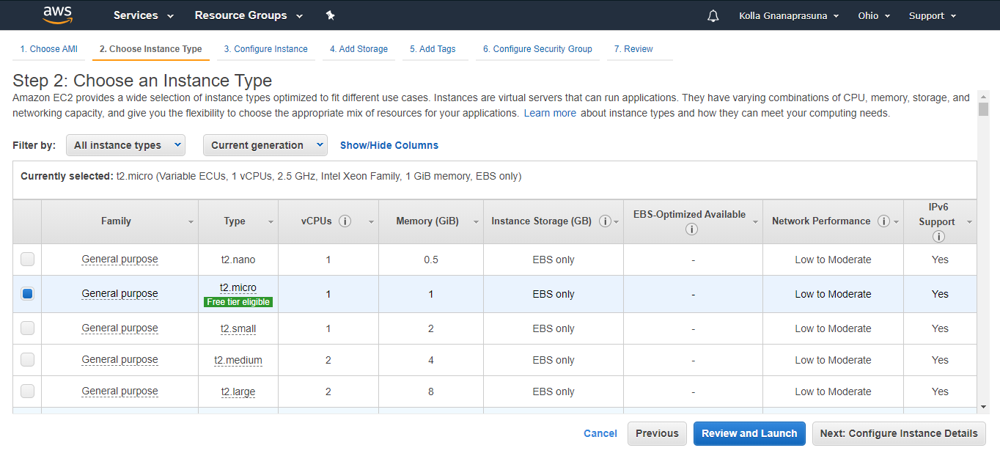 aws Services Resource Groups Kolla Gnanaprasuna Ohio Support
1. Choose AMI 2. Choose Instance Type 3. Configure Instance 4. Add Storage 5. Add Tags 6. Configure Security Group 7. Review
Step 2: Choose an Instance Type
Amazon EC2 provides a wide selection of instance types optimized to fit different use cases. Instances are virtual servers that can run applications. They have varying combinations of CPU, memory, storage, and
networking capacity, and give you the flexibility to choose the appropriate mix of resources for your applications. Learn more about instance types and how they can meet your computing needs.
Filter by: All instance types Current generation Show/Hide Columns
Currently selected: t2.micro (Variable ECUs, 1 vCPUs, 2.5 GHz, Intel Xeon Family, 1 GiB memory, EBS only)
Family Type vCPUs i Memory (GiB) Instance Storage (GB) i EBS-Optimized Available i Network Performance i IPv6 Support i
General purpose t2.nano 1 0.5 EBS only - Low to Moderate Yes
General purpose t2.micro Free tier eligible 1 1 EBS only - Low to Moderate Yes
General purpose t2.small 1 2 EBS only - Low to Moderate Yes
General purpose t2.medium 2 4 EBS only - Low to Moderate Yes
General purpose t2.large 2 8 EBS only - Low to Moderate Yes
Cancel Previous Review and Launch Next: Configure Instance Details